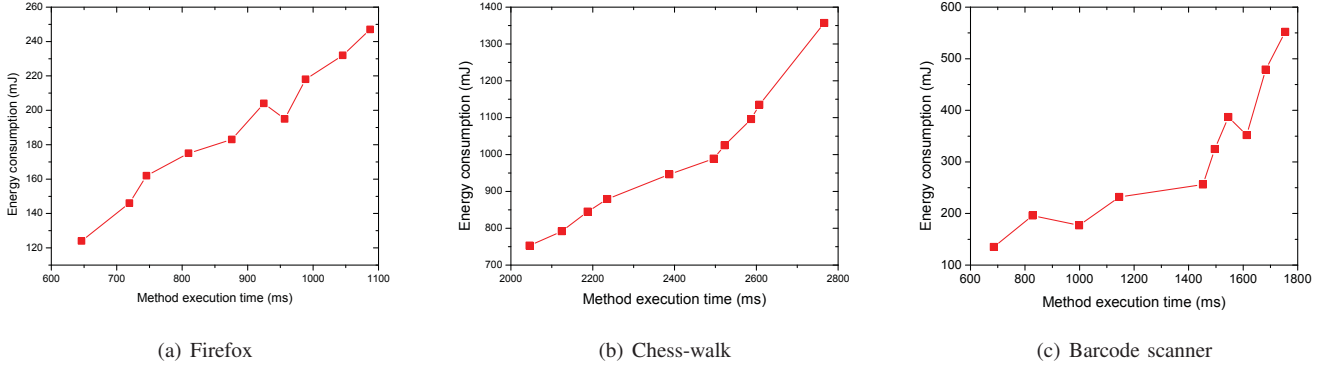 260
240
220
200
180
160
140
120
600 700 800 900 1000 1100
Energy consumption (mJ)
Method execution time (ms)
(a) Firefox
1400
1300
1200
1100
1000
900
800
700
2000 2200 2400 2600 2800
Energy consumption (mJ)
Method execution time (ms)
(b) Chess-walk
600
500
400
300
200
100
600 800 1000 1200 1400 1600 1800
Energy consumption (mJ)
Method execution time (ms)
(c) Barcode scanner